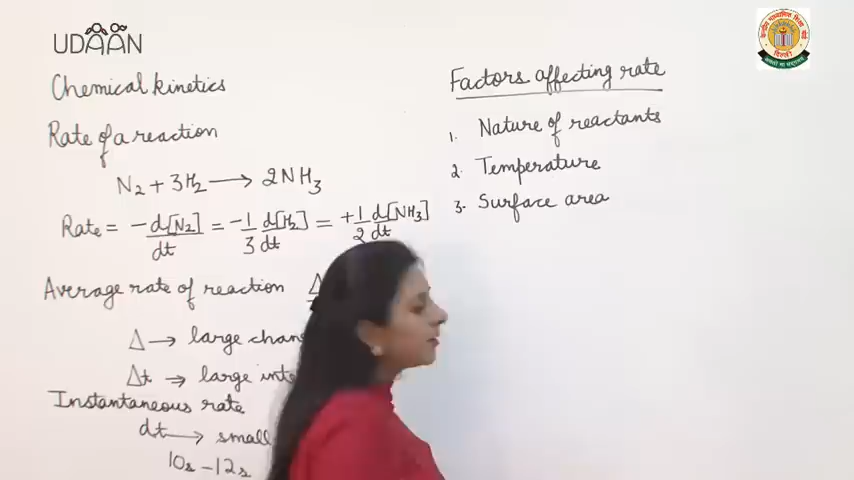 UDAAN
Chemical kinetics
Rate of a reaction
N₂ + 3H₂ → 2NH₃
Rate = -d[N₂]/dt = -1/3 d[H₂]/dt = +1/2 d[NH₃]/dt
Average rate of reaction Δ
Δ → large chan
Δt → large inte
Instantaneous rate
dt → small
10s - 12s
Factors affecting rate
1. Nature of reactants
2. Temperature
3. Surface area